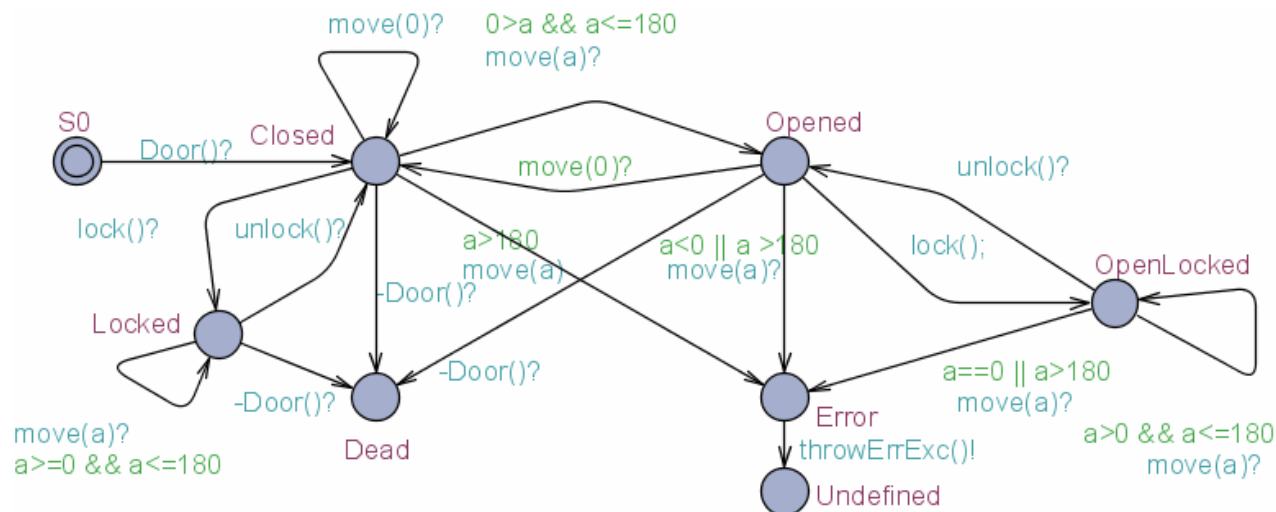 move(0)?
0>a && a<=180
move(a)?
S0
Closed
Opened
Door()?
move(0)?
unlock()?
lock()?
unlock()?
a>180
move(a)
a<0 || a >180
move(a)?
lock();
OpenLocked
-Door()?
Locked
-Door()?
-Door()?
a==0 || a>180
move(a)?
Error
Dead
move(a)?
a>=0 && a<=180
a>0 && a<=180
move(a)?
throwErrExc()!
Undefined